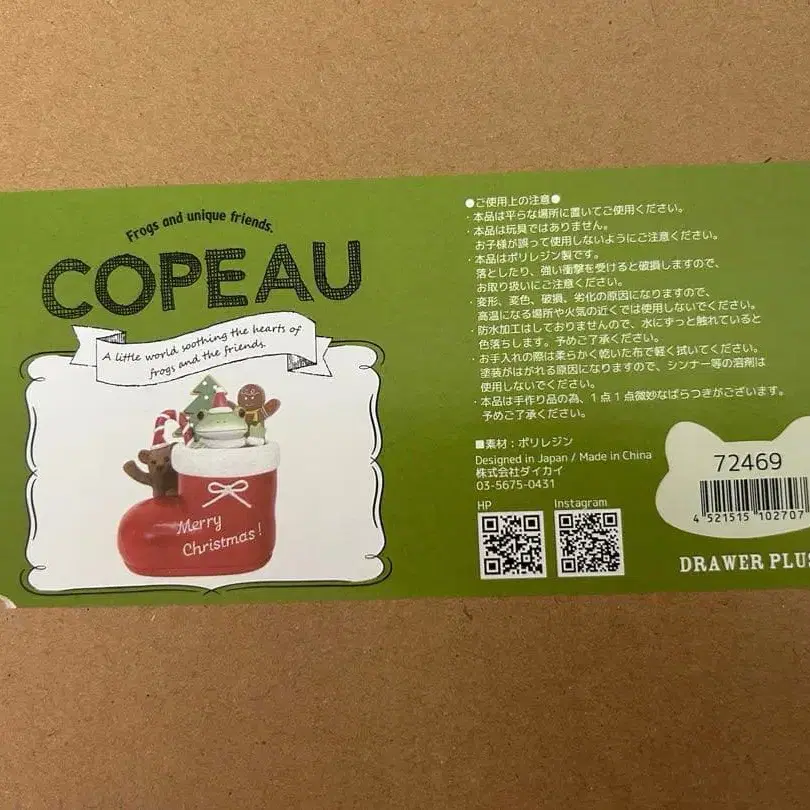 Frogs and unique friends.
COPEAU
A little world soothing the hearts of
frogs and the friends.
Merry
Christmas!
●ご使用上の注意●
・本品は平らな場所に置いてご使用ください。
・本品は玩具ではありません。
お子様が誤って使用しないようにご注意ください。
・本品はポリレジン製です。
落としたり、強い衝撃を受けると破損しますので、
お取り扱いにご注意ください。
・変形、変色、破損、劣化の原因になりますので、
高温になる場所や火気の近くでは使用しないでください。
・防水加工はしておりませんので、水にずっと触れていると
色落ちします。予めご了承ください。
・お手入れの際は柔らかく乾いた布で軽く拭いてください。
塗装がはがれる原因になりますので、シンナー等の溶剤は
使用しないでください。
・本品は手作り品の為、1点1点微妙なばらつきがございます。
予めご了承ください。
■素材：ポリレジン
Designed in Japan / Made in China
株式会社ダイカイ
03-5675-0431
HP
Instagram
72469
4 521515 102707
DRAWER PLUS